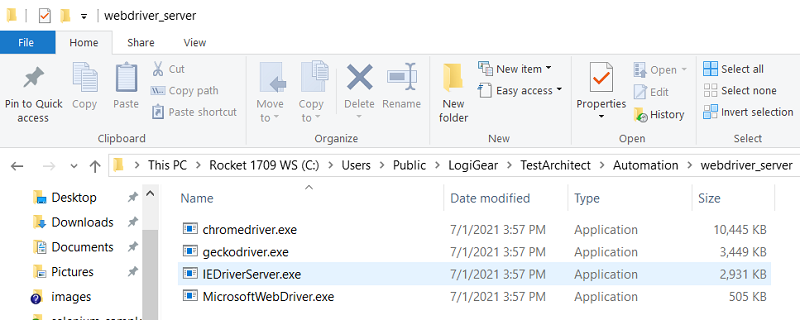 webdriver_server
File Home Share View
Pin to Quick access
Copy
Paste
Cut
Copy path
Paste shortcut
Clipboard
Move to
Copy to
Delete
Rename
Organize
New folder
New item
Easy access
New
Properties
Open
Edit
History
Open
Select all
Select none
Invert selection
Select
This PC > Rocket 1709 WS (C:) > Users > Public > LogiGear > TestArchitect > Automation > webdriver_server
Desktop
Downloads
Documents
Pictures
images
Name Date modified Type Size
chromedriver.exe 7/1/2021 3:57 PM Application 10,445 KB
geckodriver.exe 7/1/2021 3:57 PM Application 3,449 KB
IEDriverServer.exe 7/1/2021 3:57 PM Application 2,931 KB
MicrosoftWebDriver.exe 7/1/2021 3:57 PM Application 505 KB